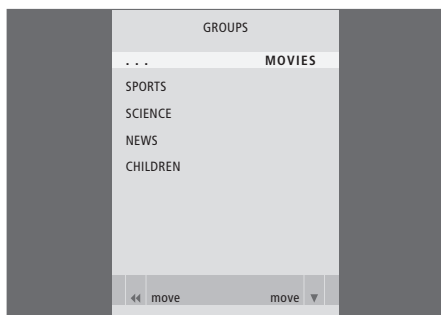 GROUPS
... MOVIES
SPORTS
SCIENCE
NEWS
CHILDREN
◀◀ move move ▼